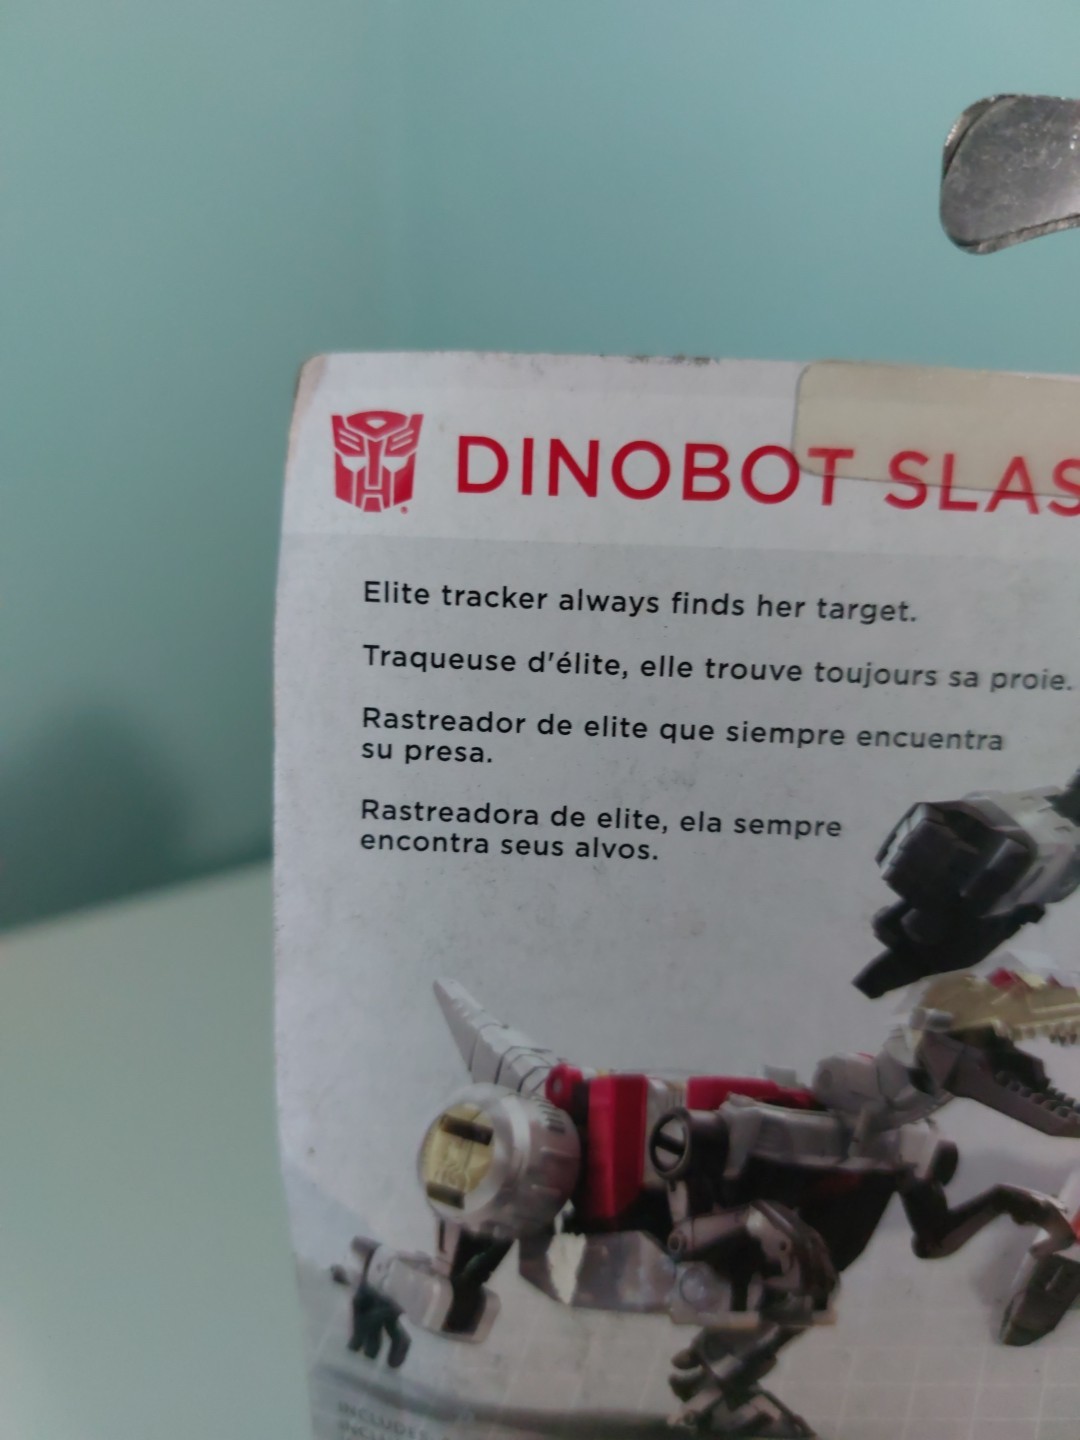 DINOBOT SLAS
Elite tracker always finds her target.
Traqueuse d'élite, elle trouve toujours sa proie.
Rastreador de elite que siempre encuentra
su presa.
Rastreadora de elite, ela sempre
encontra seus alvos.